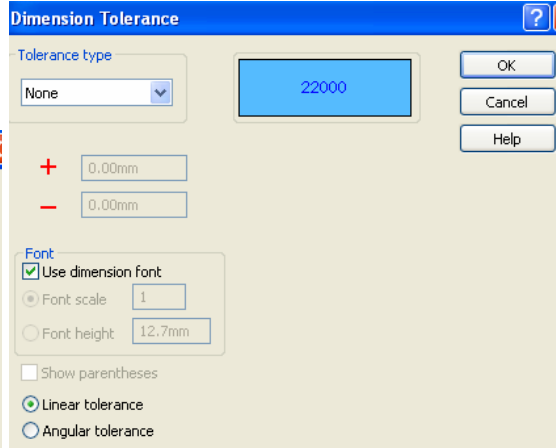 Dimension Tolerance
?
Tolerance type
None
22000
OK
Cancel
Help
+ 0.00mm
− 0.00mm
Font
Use dimension font
Font scale 1
Font height 12.7mm
Show parentheses
Linear tolerance
Angular tolerance